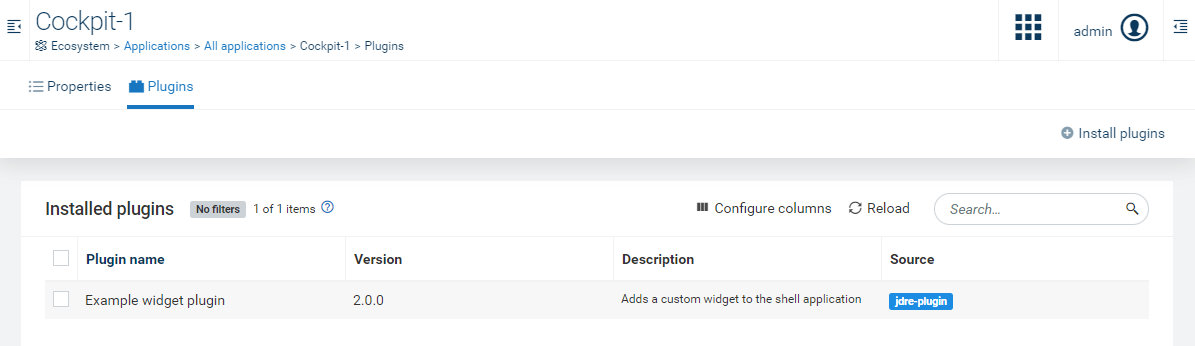 Cockpit-1
Ecosystem > Applications > All applications > Cockpit-1 > Plugins
admin
Properties
Plugins
Install plugins
Installed plugins No filters 1 of 1 items
Configure columns Reload Search...
Plugin name Version Description Source
Example widget plugin 2.0.0 Adds a custom widget to the shell application jdre-plugin